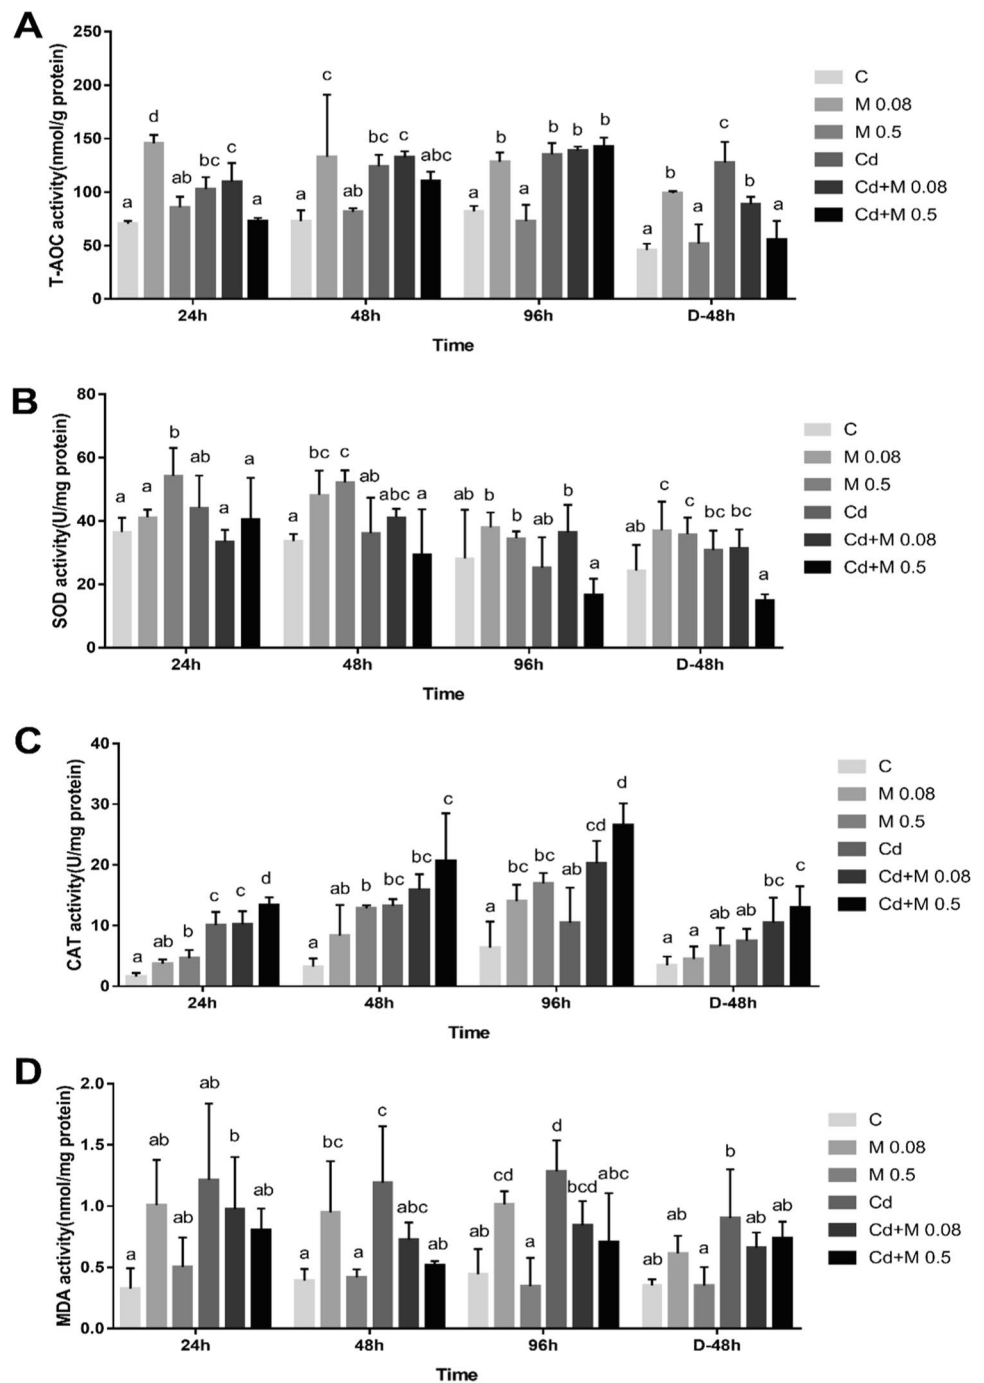 A
T-AOC activity(nmol/g protein)
250
200
150
100
50
0
a d ab bc c a
a c ab bc c abc
a b a b b b
a b a c b a
24h 48h 96h D-48h
Time
C
M 0.08
M 0.5
Cd
Cd+M 0.08
Cd+M 0.5
B
SOD activity(U/mg protein)
80
60
40
20
0
a a b ab a a
a bc c ab abc a
ab b b ab b a
ab c c bc bc a
24h 48h 96h D-48h
Time
C
M 0.08
M 0.5
Cd
Cd+M 0.08
Cd+M 0.5
C
CAT activity(U/mg protein)
40
30
20
10
0
a ab b c c d
a ab b bc bc c
a bc bc ab cd d
a a ab ab bc c
24h 48h 96h D-48h
Time
C
M 0.08
M 0.5
Cd
Cd+M 0.08
Cd+M 0.5
D
MDA activity(nmol/mg protein)
2.0
1.5
1.0
0.5
0.0
a ab ab ab b ab
a bc a c abc ab
ab cd a d bcd abc
ab ab a b ab ab
24h 48h 96h D-48h
Time
C
M 0.08
M 0.5
Cd
Cd+M 0.08
Cd+M 0.5